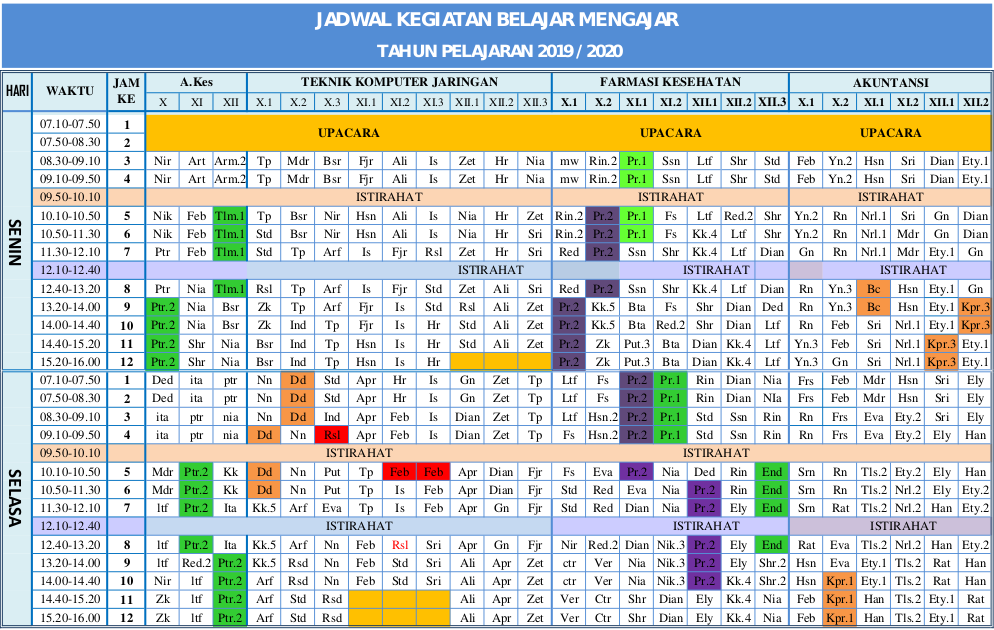 JADWAL KEGIATAN BELAJAR MENGAJAR
TAHUN PELAJARAN 2019 / 2020
HARI WAKTU JAM KE A.Kes TEKNIK KOMPUTER JARINGAN FARMASI KESEHATAN AKUNTANSI
X XI XII X.1 X.2 X.3 XI.1 XI.2 XI.3 XII.1 XII.2 XII.3 X.1 X.2 XI.1 XI.2 XII.1 XII.2 XII.3 X.1 X.2 XI.1 XI.2 XII.1 XII.2
SENIN
07.10-07.50 1 UPACARA UPACARA UPACARA
07.50-08.30 2
08.30-09.10 3 Nir Art Arm.2 Tp Mdr Bsr Fjr Ali Is Zet Hr Nia mw Rin.2 Pr.1 Ssn Ltf Shr Std Feb Yn.2 Hsn Sri Dian Ety.1
09.10-09.50 4 Nir Art Arm.2 Tp Mdr Bsr Fjr Ali Is Zet Hr Nia mw Rin.2 Pr.1 Ssn Ltf Shr Std Feb Yn.2 Hsn Sri Dian Ety.1
09.50-10.10 ISTIRAHAT ISTIRAHAT ISTIRAHAT
10.10-10.50 5 Nik Feb Tlm.1 Tp Bsr Nir Hsn Ali Is Nia Hr Zet Rin.2 Pr.2 Pr.1 Fs Ltf Red.2 Shr Yn.2 Rn Nrl.1 Sri Gn Dian
10.50-11.30 6 Nik Feb Tlm.1 Std Bsr Nir Hsn Ali Is Nia Hr Zet Rin.2 Pr.2 Pr.1 Fs Kk.4 Ltf Shr Yn.2 Rn Nrl.1 Mdr Gn Dian
11.30-12.10 7 Ptr Feb Tlm.1 Std Tp Arf Is Fjr Rsl Zet Hr Zet Red Pr.2 Ssn Shr Kk.4 Ltf Dian Gn Rn Nrl.1 Mdr Ety.1 Gn
12.10-12.40 ISTIRAHAT ISTIRAHAT ISTIRAHAT
12.40-13.20 8 Ptr Nia Tlm.1 Rsl Tp Arf Is Fjr Std Zet Ali Sri Red Pr.2 Ssn Shr Kk.4 Ltf Dian Rn Yn.3 Bc Hsn Ety.1 Gn
13.20-14.00 9 Ptr.2 Nia Bsr Zk Tp Arf Fjr Is Std Rsl Ali Zet Pr.2 Kk.5 Bta Fs Shr Dian Ded Rn Yn.3 Bc Hsn Ety.1 Kpr.3
14.00-14.40 10 Ptr.2 Nia Bsr Zk Ind Tp Fjr Is Hr Std Ali Zet Pr.2 Kk.5 Bta Red.2 Shr Dian Ltf Rn Feb Sri Nrl.1 Ety.1 Kpr.3
14.40-15.20 11 Ptr.2 Shr Nia Bsr Ind Tp Hsn Is Hr Std Ali Zet Pr.2 Zk Put.3 Bta Dian Kk.4 Ltf Yn.3 Feb Sri Nrl.1 Kpr.3 Ety.1
15.20-16.00 12 Ptr.2 Shr Nia Bsr Ind Tp Hsn Is Hr Pr.2 Zk Put.3 Bta Dian Kk.4 Ltf Yn.3 Gn Sri Nrl.1 Kpr.3 Ety.1
SELASA
07.10-07.50 1 Ded ita ptr Nn Dd Std Apr Hr Is Gn Zet Tp Ltf Fs Pr.2 Pr.1 Rin Dian Nia Frs Feb Mdr Hsn Sri Ely
07.50-08.30 2 Ded ita ptr Nn Dd Std Apr Hr Is Gn Zet Tp Ltf Fs Pr.2 Pr.1 Rin Dian NIa Frs Feb Mdr Hsn Sri Ely
08.30-09.10 3 ita ptr nia Nn Dd Ind Apr Feb Is Dian Zet Tp Ltf Hsn.2 Pr.2 Pr.1 Std Ssn Rin Rn Frs Eva Ety.2 Sri Ely
09.10-09.50 4 ita ptr nia Dd Nn Rsl Apr Feb Is Dian Zet Tp Fs Hsn.2 Pr.2 Pr.1 Std Ssn Rin Rn Frs Eva Ety.2 Ely Han
09.50-10.10 ISTIRAHAT ISTIRAHAT ISTIRAHAT
10.10-10.50 5 Mdr Ptr.2 Kk Dd Nn Put Tp Feb Feb Apr Dian Fjr Fs Eva Pr.2 Nia Ded Rin End Srn Rn Tls.2 Ety.2 Ely Han
10.50-11.30 6 Mdr Ptr.2 Kk Dd Nn Put Tp Is Feb Apr Dian Fjr Std Red Eva Nia Pr.2 Rin End Srn Rn Tls.2 Nrl.2 Ely Ety.2
11.30-12.10 7 ltf Ptr.2 Ita Kk.5 Arf Eva Tp Is Feb Apr Gn Fjr Std Red Dian Nia Pr.2 Ely End Srn Rat Tls.2 Nrl.2 Han Ety.2
12.10-12.40 ISTIRAHAT ISTIRAHAT ISTIRAHAT
12.40-13.20 8 ltf Ptr.2 Ita Kk.5 Arf Nn Feb Rsl Sri Apr Gn Fjr Nir Red.2 Dian Nik.3 Pr.2 Ely End Rat Eva Tls.2 Nrl.2 Han Ety.2
13.20-14.00 9 ltf Red.2 Ptr.2 Kk.5 Rsd Nn Feb Std Sri Ali Apr Zet ctr Ver Nia Nik.3 Pr.2 Ely Shr.2 Hsn Eva Ety.1 Tls.2 Rat Han
14.00-14.40 10 Nir ltf Ptr.2 Arf Rsd Nn Feb Std Sri Ali Apr Zet ctr Ver Nia Nik.3 Pr.2 Kk.4 Shr.2 Hsn Kpr.1 Ety.1 Tls.2 Rat Han
14.40-15.20 11 Zk ltf Ptr.2 Arf Std Rsd Ali Apr Zet Ver Ctr Shr Dian Ely Kk.4 Nia Feb Kpr.1 Han Tls.2 Ety.1 Rat
15.20-16.00 12 Zk ltf Ptr.2 Arf Std Rsd Ali Apr Zet Ver Ctr Shr Dian Ely Kk.4 Nia Feb Kpr.1 Han Tls.2 Ety.1 Rat